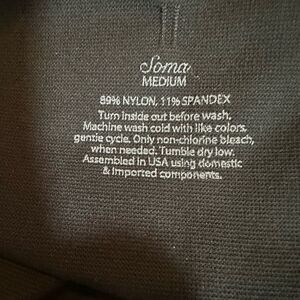 Soma
MEDIUM
89% NYLON, 11% SPANDEX
Turn inside out before wash.
Machine wash cold with like colors,
gentle cycle. Only non-chlorine bleach,
when needed. Tumble dry low.
Assembled in USA using domestic
& imported components.